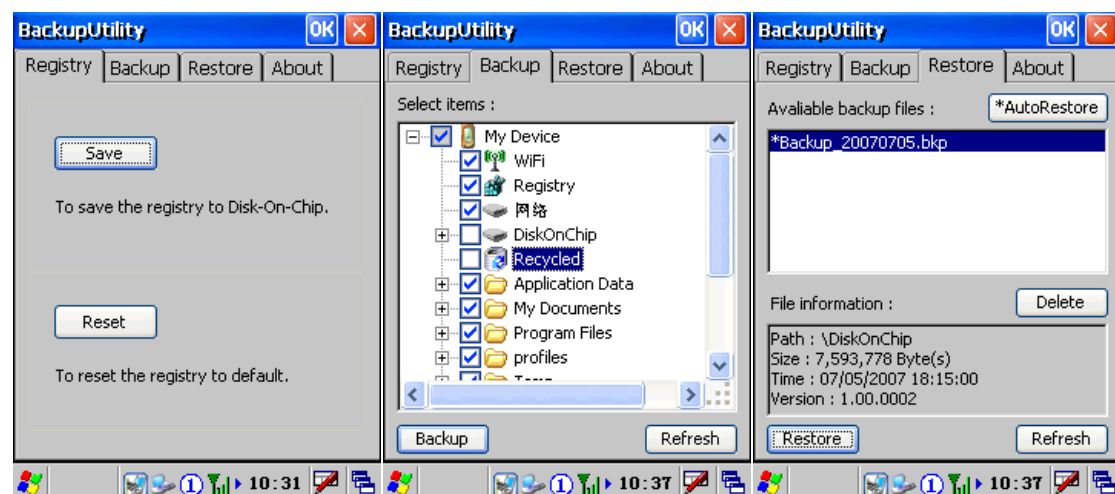 BackupUtility OK
Registry Backup Restore About
Save
To save the registry to Disk-On-Chip.
Reset
To reset the registry to default.
1 10:31
BackupUtility OK
Registry Backup Restore About
Select items :
My Device
WiFi
Registry
网络
DiskOnChip
Recycled
Application Data
My Documents
Program Files
profiles
Temp
Backup Refresh
1 10:37
BackupUtility OK
Registry Backup Restore About
Avaliable backup files : *AutoRestore
*Backup_20070705.bkp
File information : Delete
Path : \DiskOnChip
Size : 7,593,778 Byte(s)
Time : 07/05/2007 18:15:00
Version : 1.00.0002
Restore Refresh
1 10:37